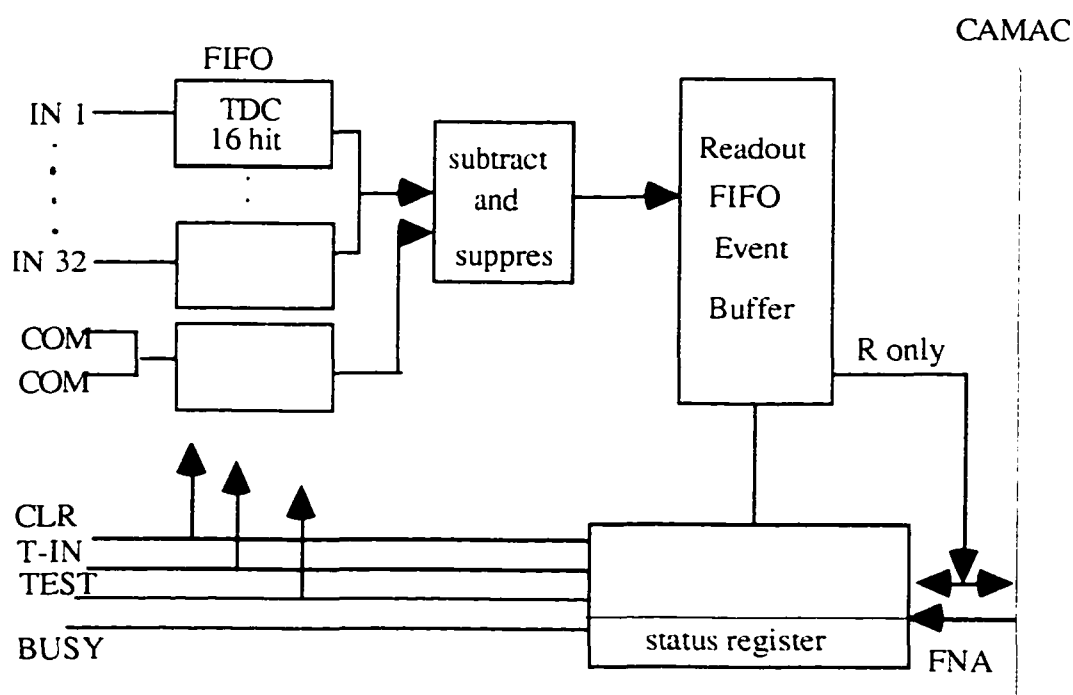 CAMAC
FIFO
IN 1
TDC
16 hit
IN 32
COM
COM
subtract
and
suppres
Readout
FIFO
Event
Buffer
R only
CLR
T-IN
TEST
BUSY
status register
FNA